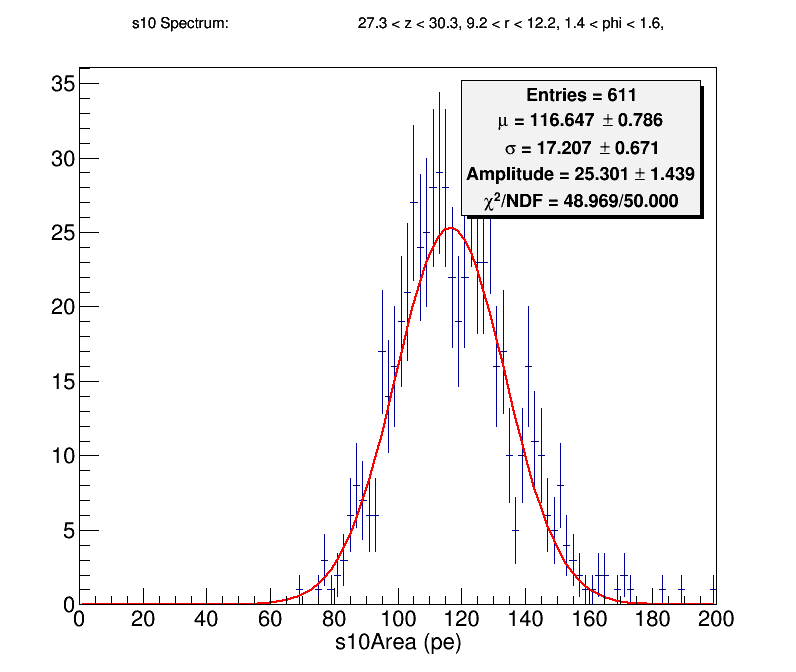 s10 Spectrum: 27.3 < z < 30.3, 9.2 < r < 12.2, 1.4 < phi < 1.6,
Entries = 611
μ = 116.647 ± 0.786
σ = 17.207 ± 0.671
Amplitude = 25.301 ± 1.439
χ²/NDF = 48.969/50.000
35
30
25
20
15
10
5
0
0 20 40 60 80 100 120 140 160 180 200
s10Area (pe)